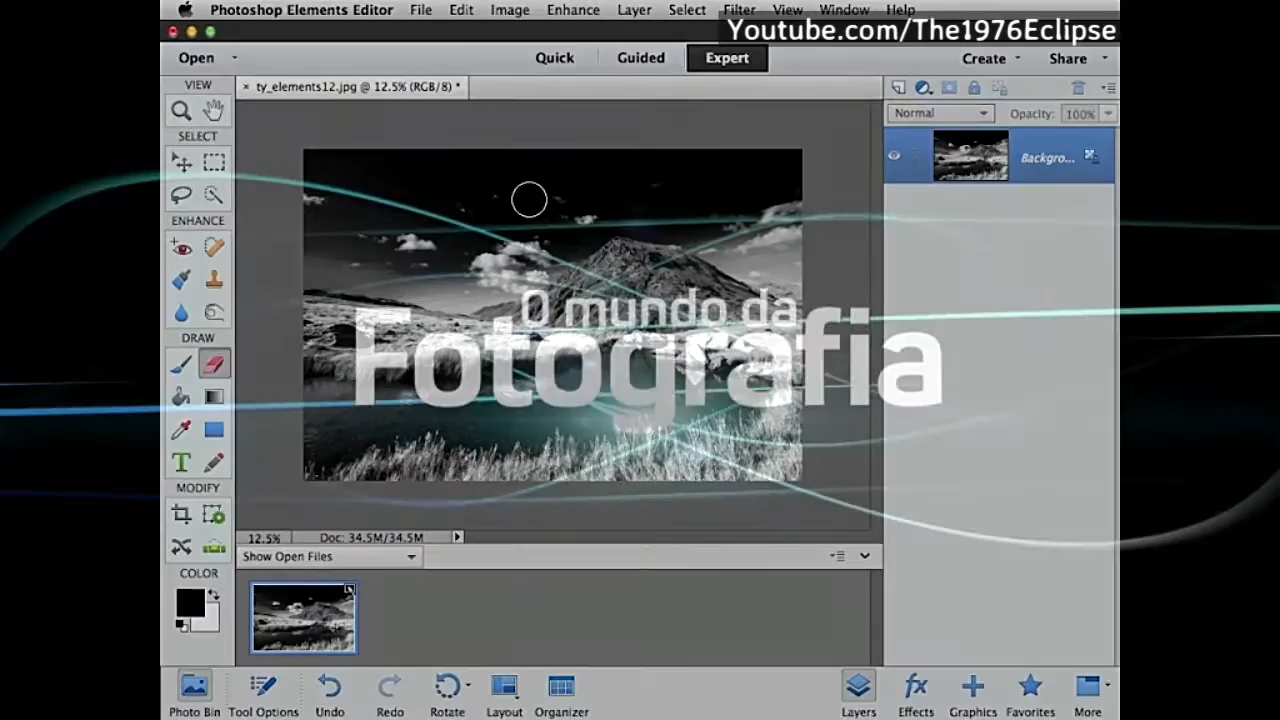 Photoshop Elements Editor File Edit Image Enhance Layer Select Filter View Window Help
Youtube.com/The1976Eclipse
Open Quick Guided Expert Create Share
VIEW
× ty_elements12.jpg @ 12.5% (RGB/8) *
Normal Opacity: 100%
SELECT
Backgro...
ENHANCE
O mundo da
Fotografia
DRAW
T
MODIFY
12.5% Doc: 34.5M/34.5M
Show Open Files
COLOR
fx
Photo Bin Tool Options Undo Redo Rotate Layout Organizer Layers Effects Graphics Favorites More